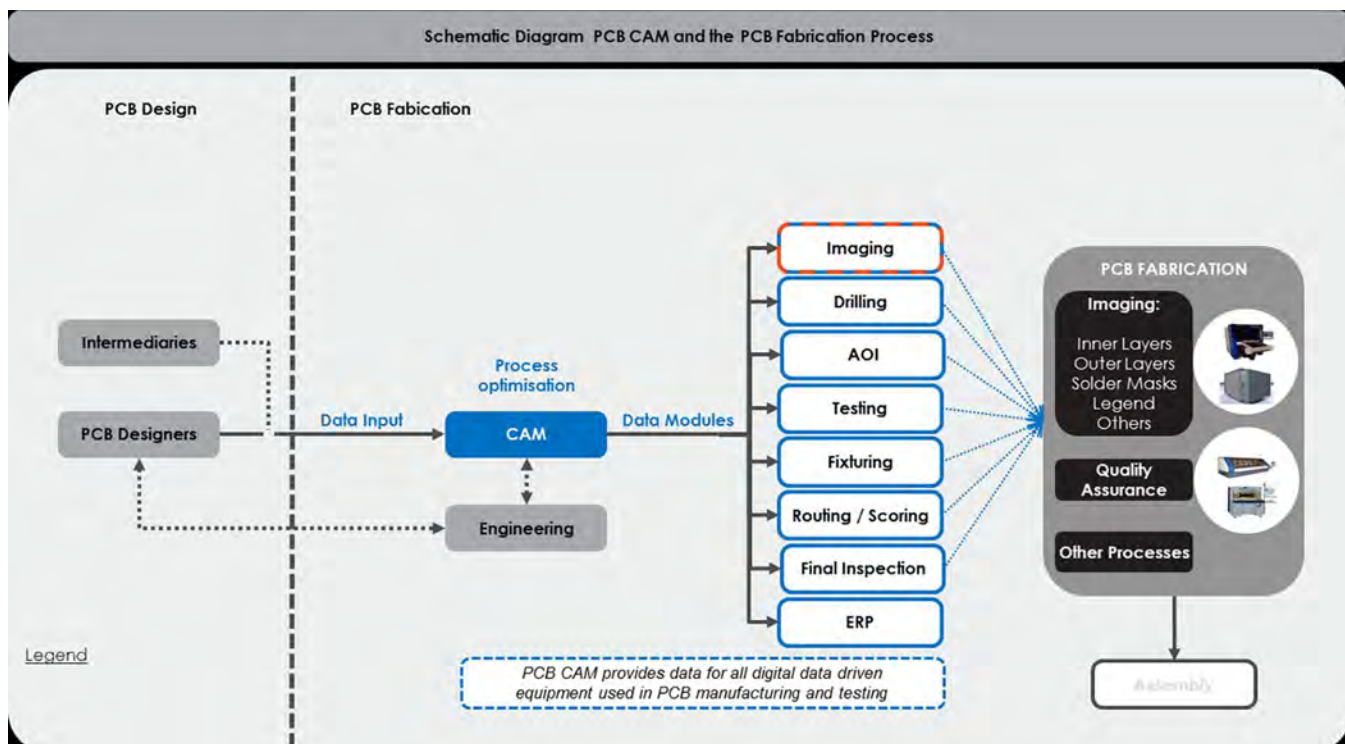 Schematic Diagram PCB CAM and the PCB Fabrication Process
PCB Design
PCB Fabication
Intermediaries
PCB Designers
Data Input
Process
optimisation
CAM
Engineering
Data Modules
Imaging
Drilling
AOI
Testing
Fixturing
Routing / Scoring
Final Inspection
ERP
PCB FABRICATION
Imaging:
Inner Layers
Outer Layers
Solder Masks
Legend
Others
Quality
Assurance
Other Processes
Assembly
Legend
PCB CAM provides data for all digital data driven
equipment used in PCB manufacturing and testing